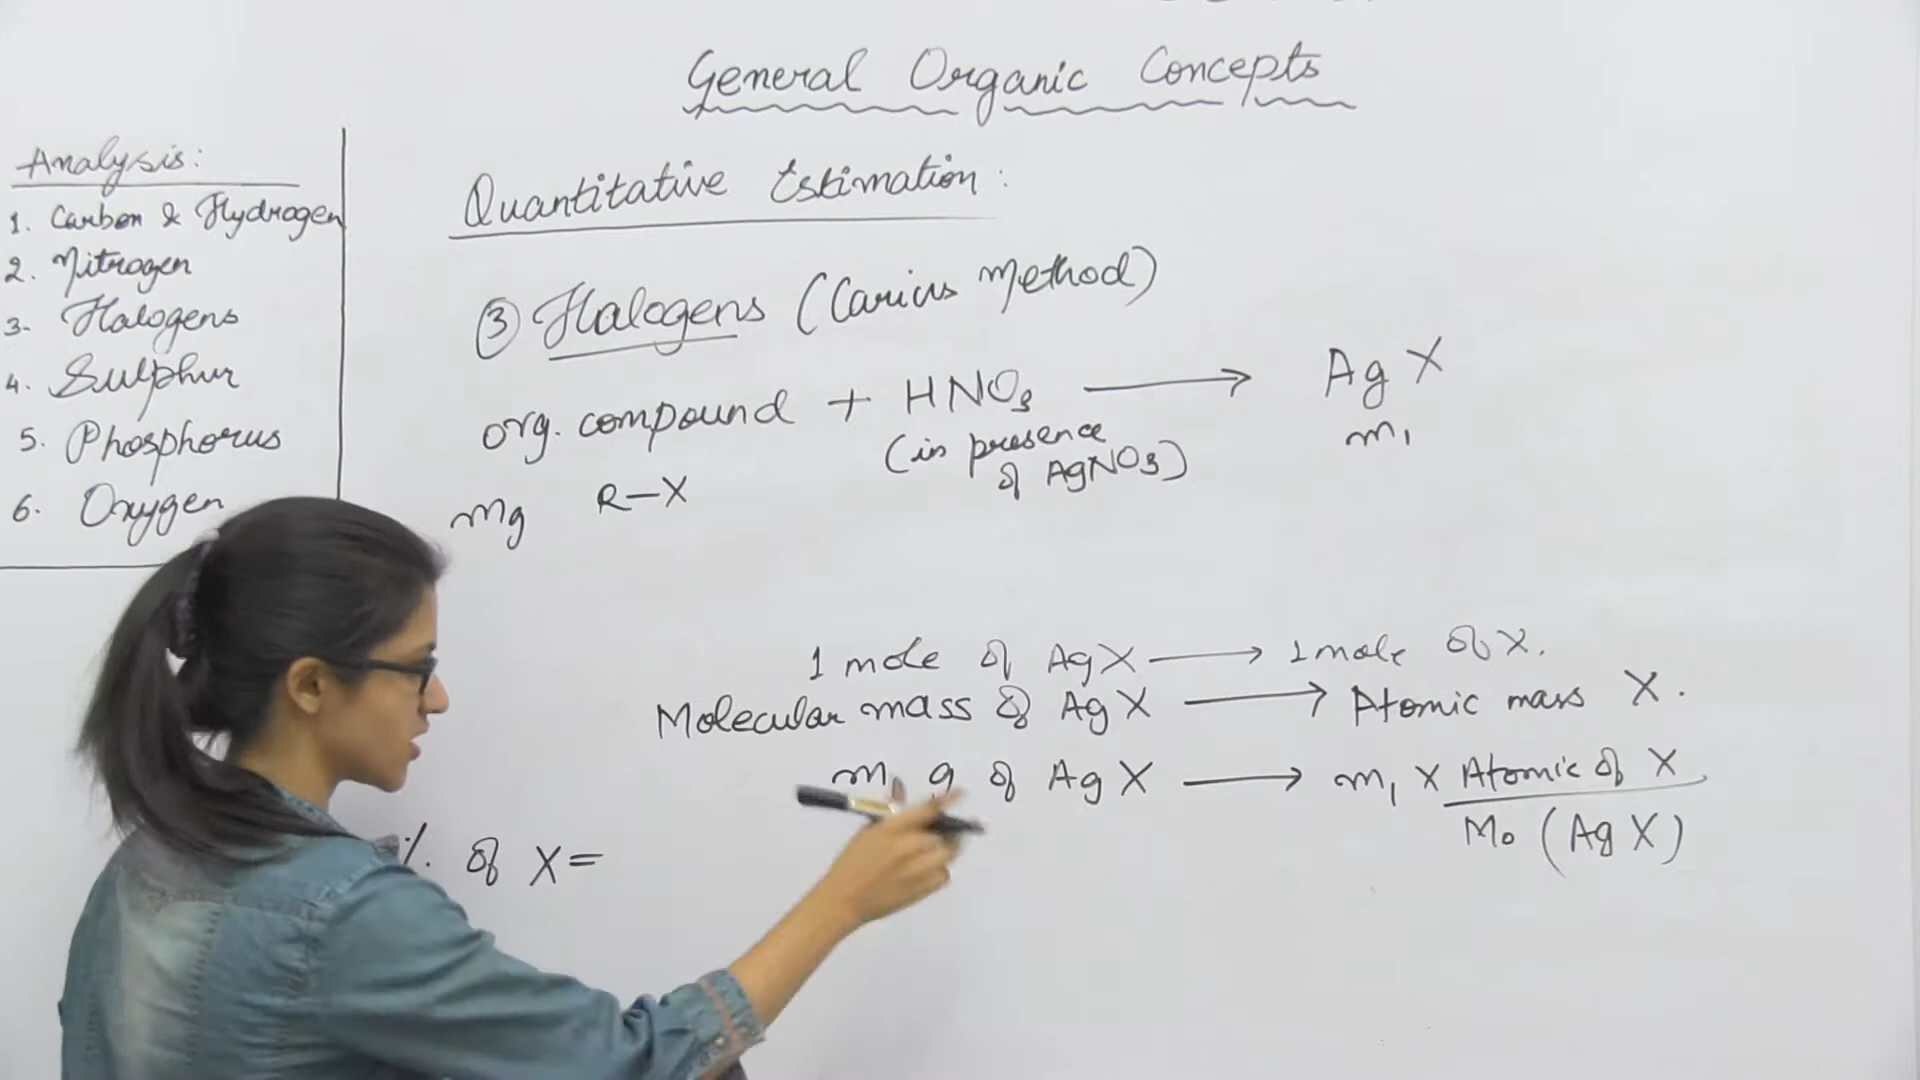 General Organic Concepts
Analysis:
1. Carbon & Hydrogen
2. Nitrogen
3. Halogens
4. Sulphur
5. Phosphorus
6. Oxygen
Quantitative Estimation:
③ Halogens (Carius Method)
org. compound + HNO₃ ⟶ Ag X
(in presence of AgNO₃)
m₁
mg R–X
1 mole of AgX ⟶ 1 mole of X.
Molecular mass of AgX ⟶ Atomic mass X.
m₁ g of AgX ⟶ m₁ X Atomic of X
Mo (AgX)
% of X =